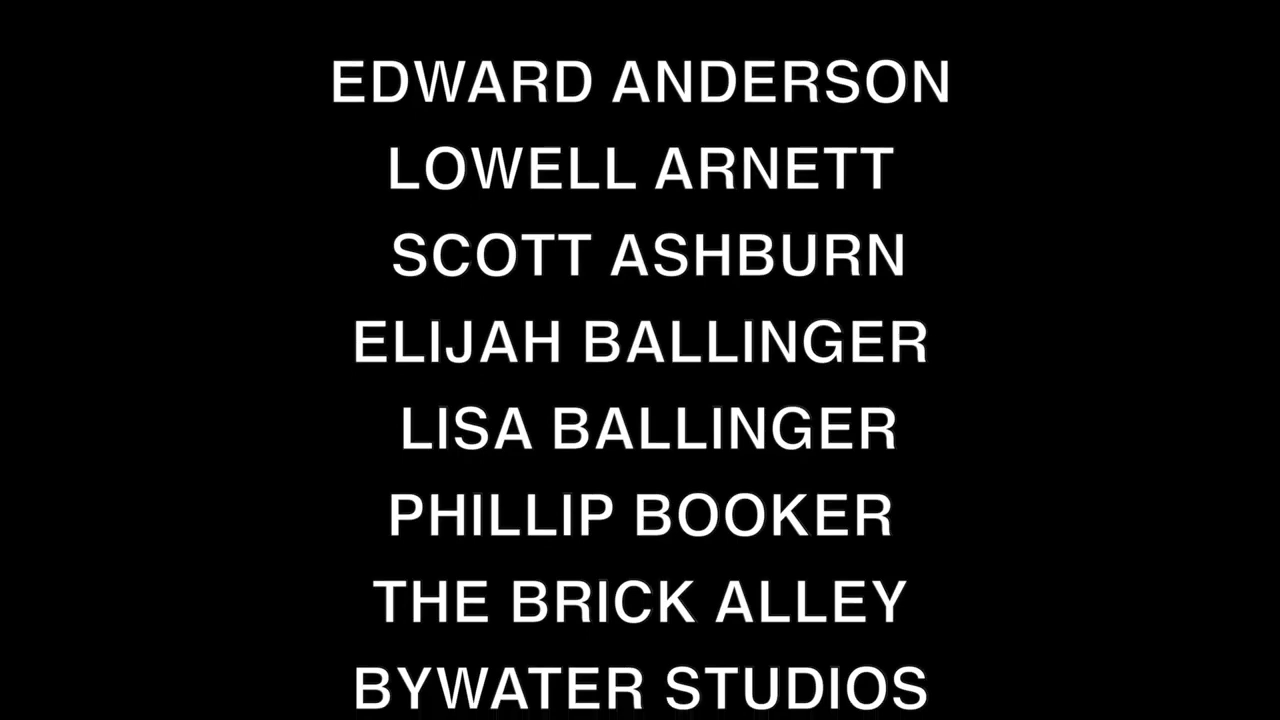 EDWARD ANDERSON
LOWELL ARNETT
SCOTT ASHBURN
ELIJAH BALLINGER
LISA BALLINGER
PHILLIP BOOKER
THE BRICK ALLEY
BYWATER STUDIOS